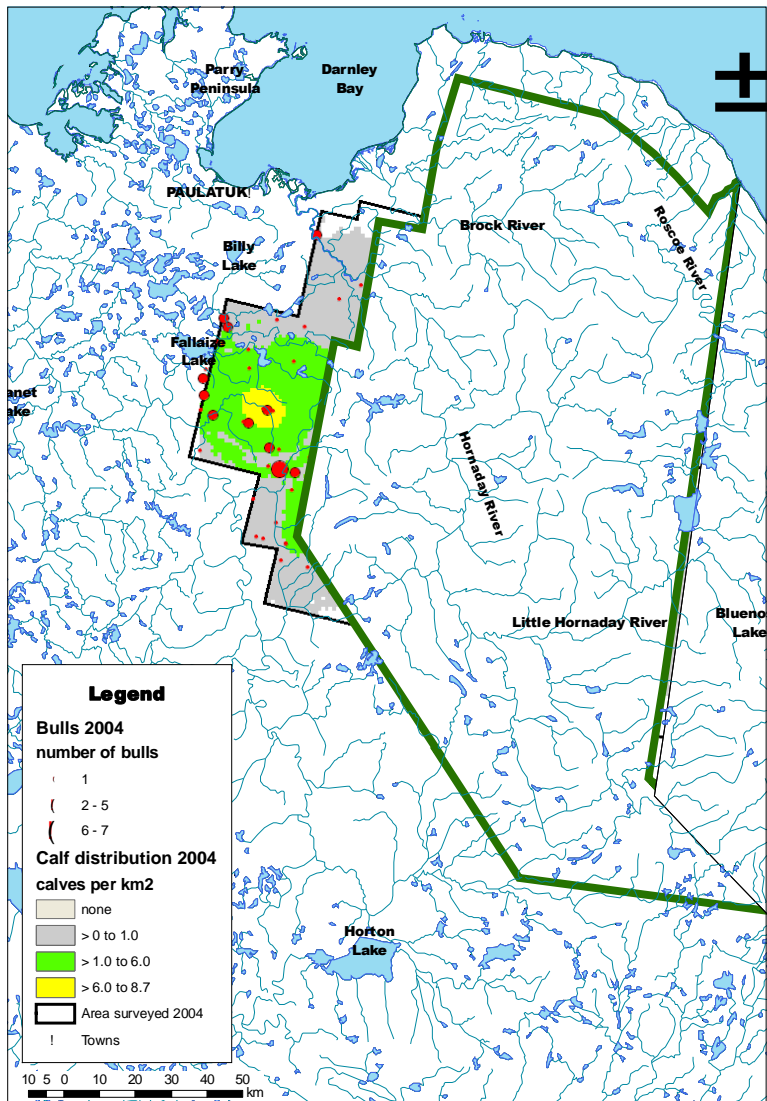 Parry
Peninsula
Darnley
Bay
PAULATUK!
Brock River
Roscoe River
Billy
Lake
Fallaize
Lake
anet
ake
Hornaday River
Little Hornaday River
Blueno
Lake
Horton
Lake
Legend
Bulls 2004
number of bulls
1
2 - 5
6 - 7
Calf distribution 2004
calves per km2
none
> 0 to 1.0
> 1.0 to 6.0
> 6.0 to 8.7
Area surveyed 2004
! Towns
10 5 0 10 20 30 40 50
km